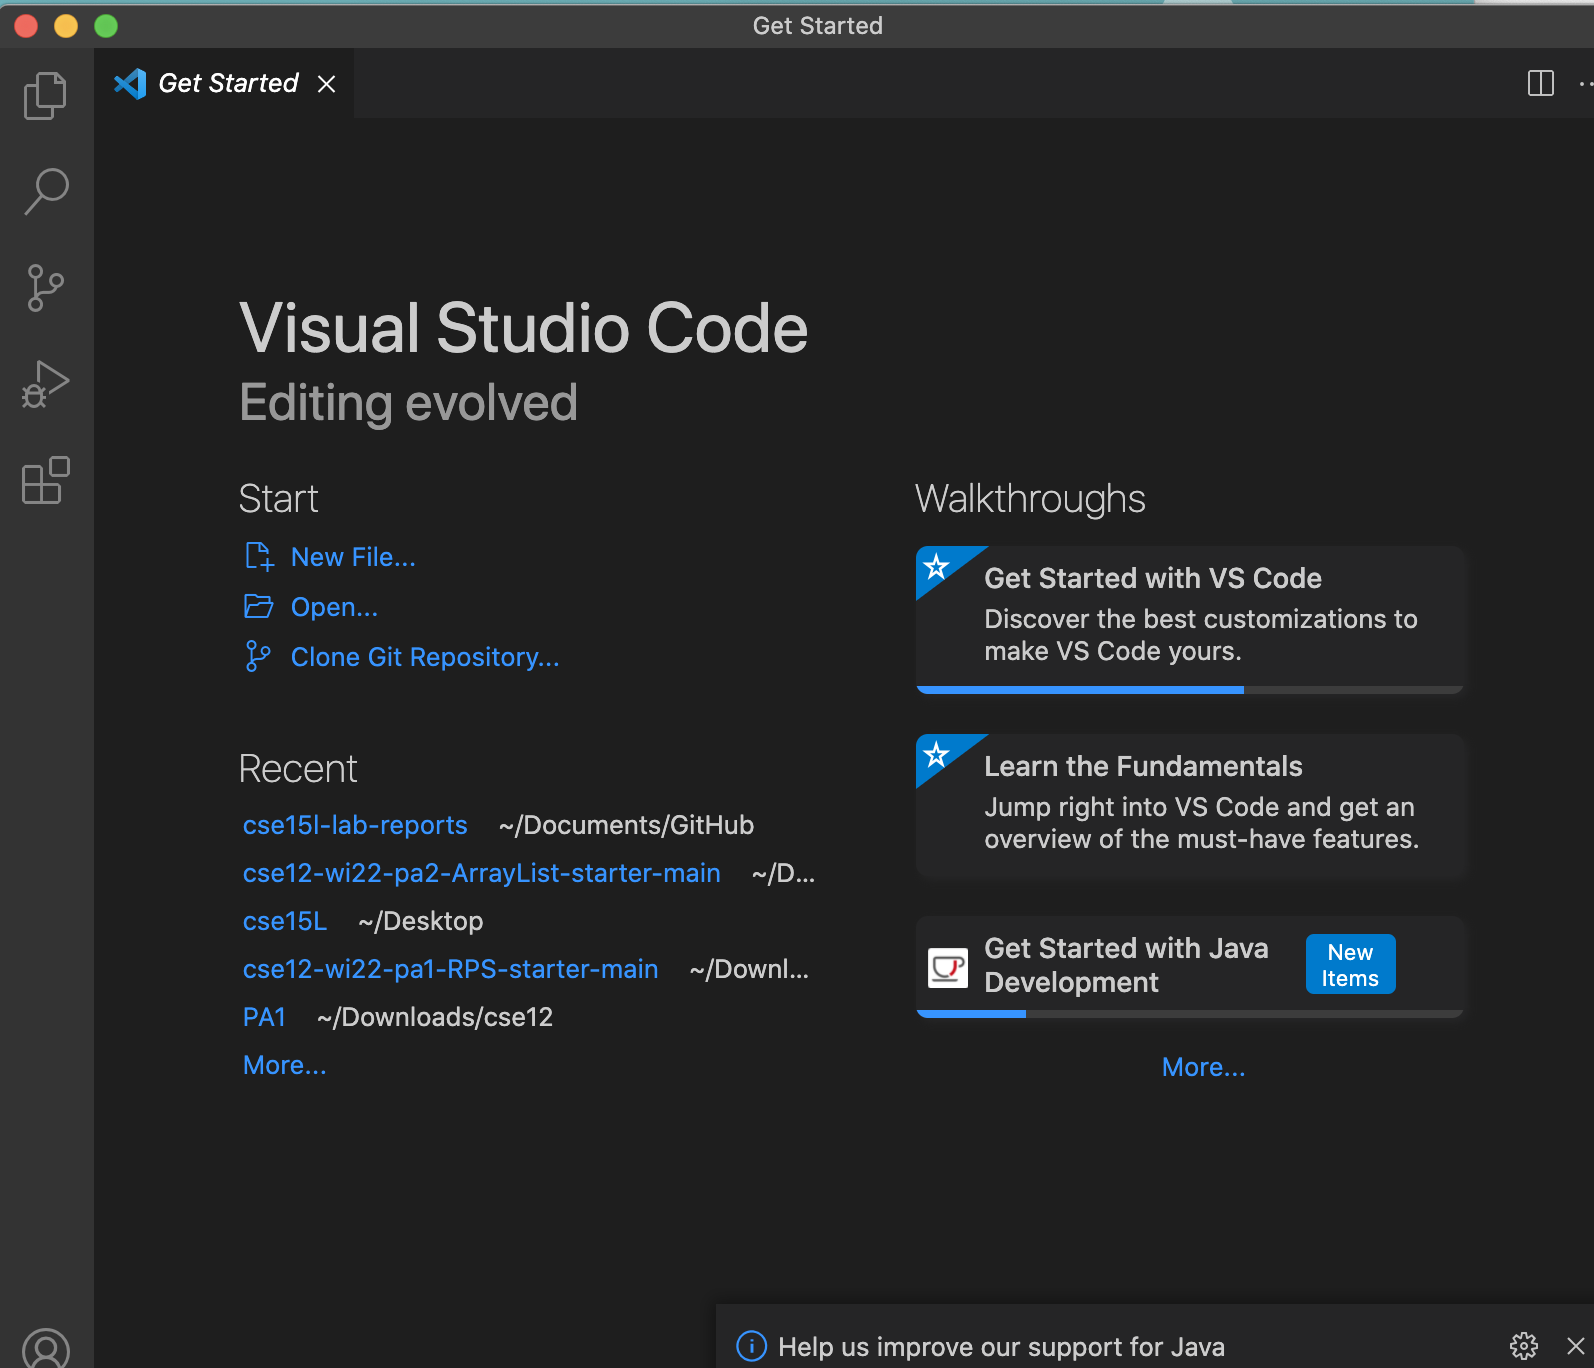 Get Started
Get Started
Visual Studio Code
Editing evolved
Start
New File...
Open...
Clone Git Repository...
Recent
cse15l-lab-reports ~/Documents/GitHub
cse12-wi22-pa2-ArrayList-starter-main ~/D...
cse15L ~/Desktop
cse12-wi22-pa1-RPS-starter-main ~/Downl...
PA1 ~/Downloads/cse12
More...
Walkthroughs
Get Started with VS Code
Discover the best customizations to
make VS Code yours.
Learn the Fundamentals
Jump right into VS Code and get an
overview of the must-have features.
Get Started with Java
Development
New
Items
More...
Help us improve our support for Java